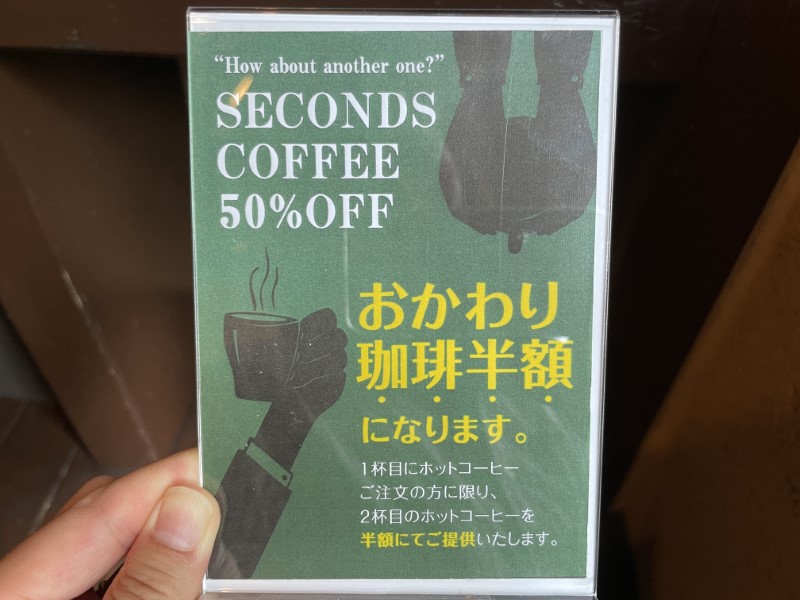 “How about another one?”
SECONDS
COFFEE
50%OFF
おかわり
珈琲半額
になります。
1杯目にホットコーヒー
ご注文の方に限り、
2杯目のホットコーヒーを
半額にてご提供いたします。